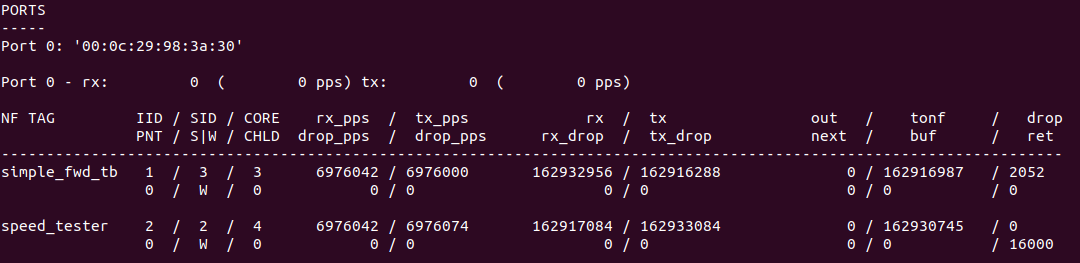 PORTS
-----
Port 0: '00:0c:29:98:3a:30'
Port 0 - rx:         0  (        0 pps) tx:         0  (        0 pps)
NF TAG         IID / SID / CORE    rx_pps  /  tx_pps             rx  /  tx                out   /    tonf     /   drop
               PNT / S|W / CHLD  drop_pps  /  drop_pps      rx_drop  /  tx_drop           next  /    buf      /   ret
----------------------------------------------------------------------------------------------------------------------
simple_fwd_tb   1  /  3  /  3      6976042 / 6976000        162932956 / 162916288              0 / 162916987   / 2052
                0  /  W  /  0            0 / 0                      0 / 0                      0 / 0           / 0
speed_tester    2  /  2  /  4      6976042 / 6976074        162917084 / 162933084              0 / 162930745   / 0
                0  /  W  /  0            0 / 0                      0 / 0                      0 / 0           / 16000